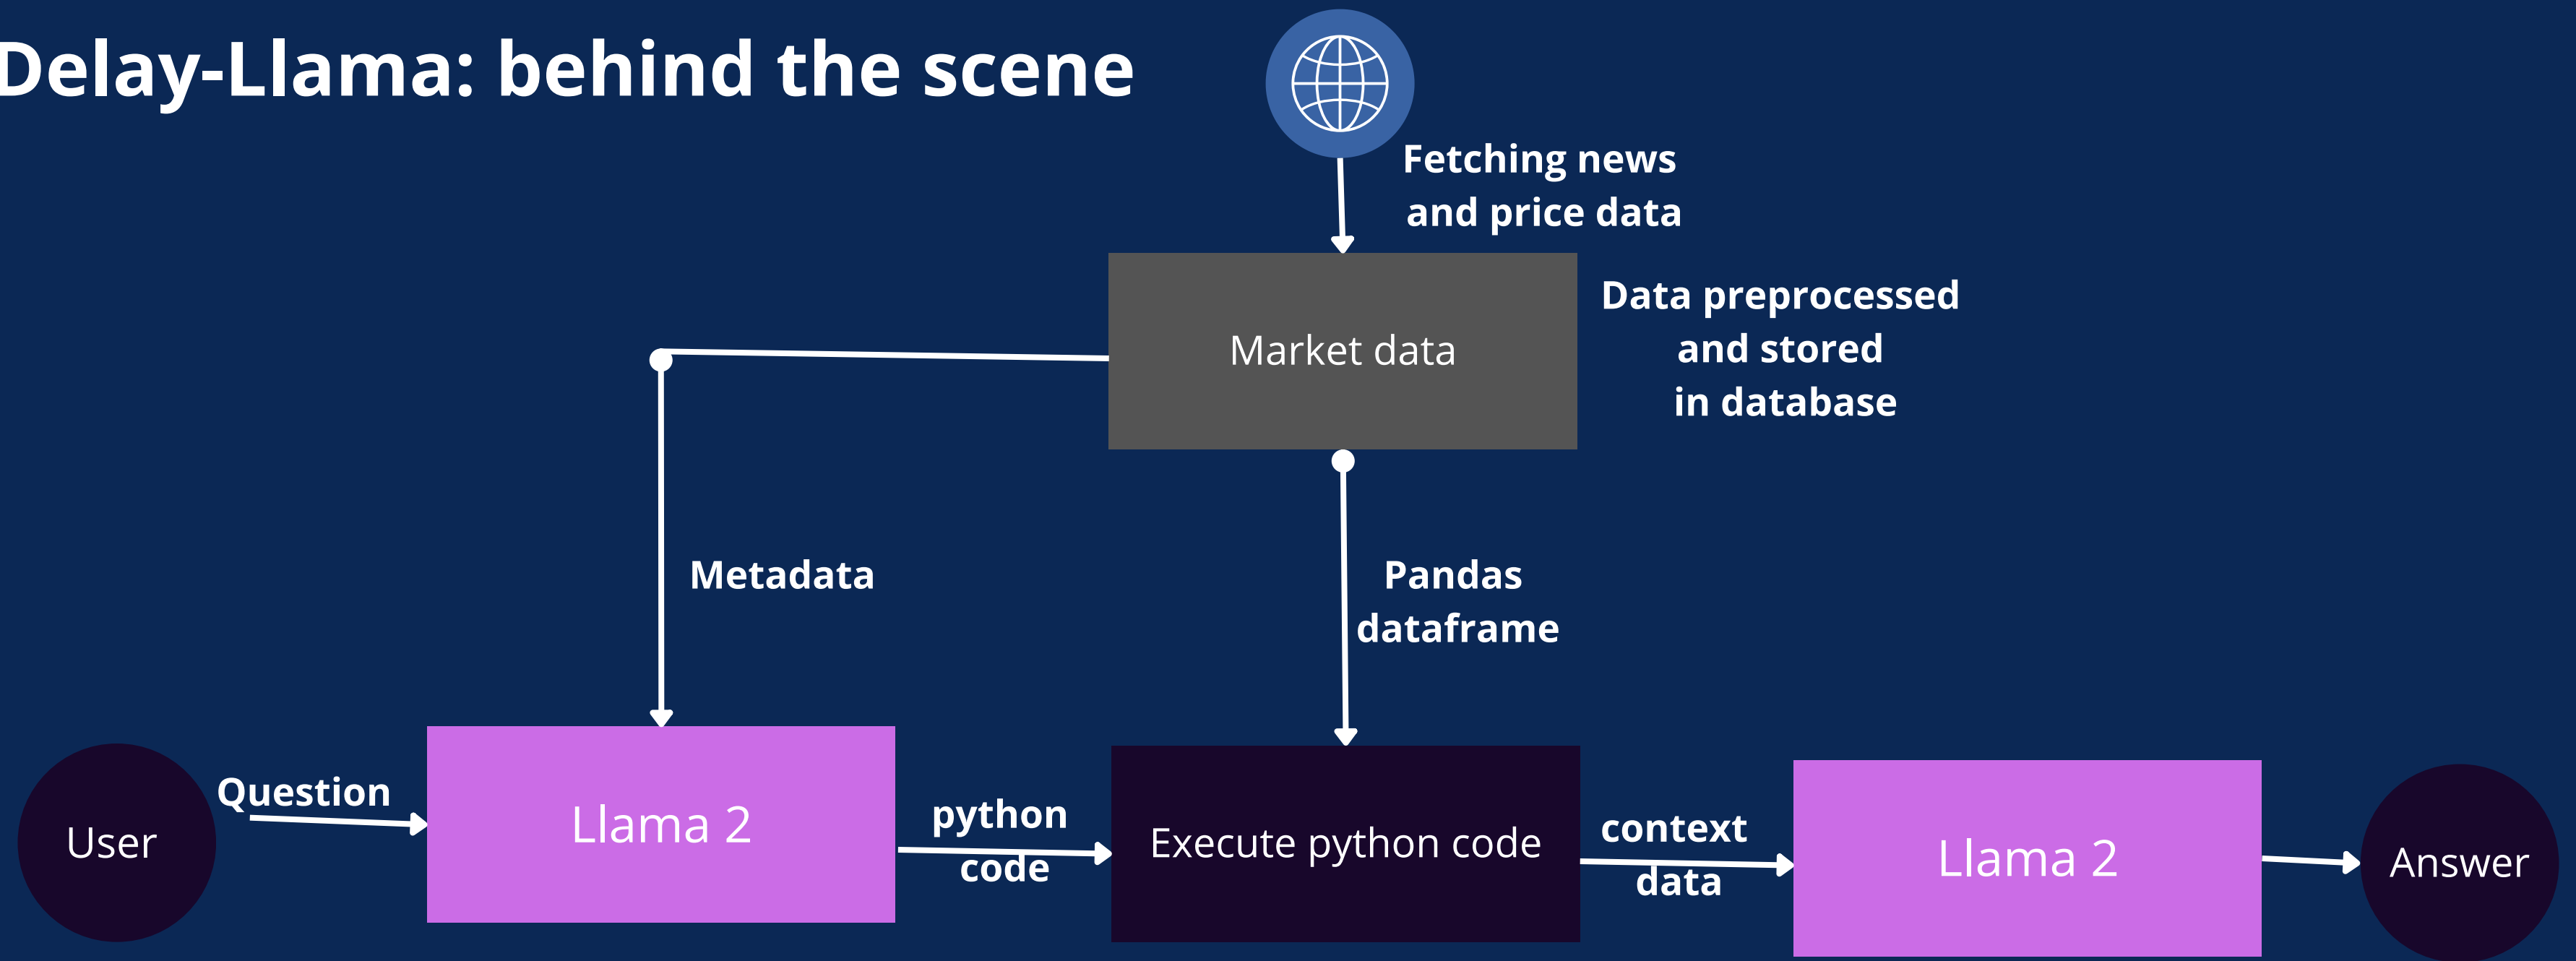 Delay-Llama: behind the scene
Fetching news
and price data
Market data
Data preprocessed
and stored
in database
Metadata
Pandas
dataframe
User
Question
Llama 2
python
code
Execute python code
context
data
Llama 2
Answer